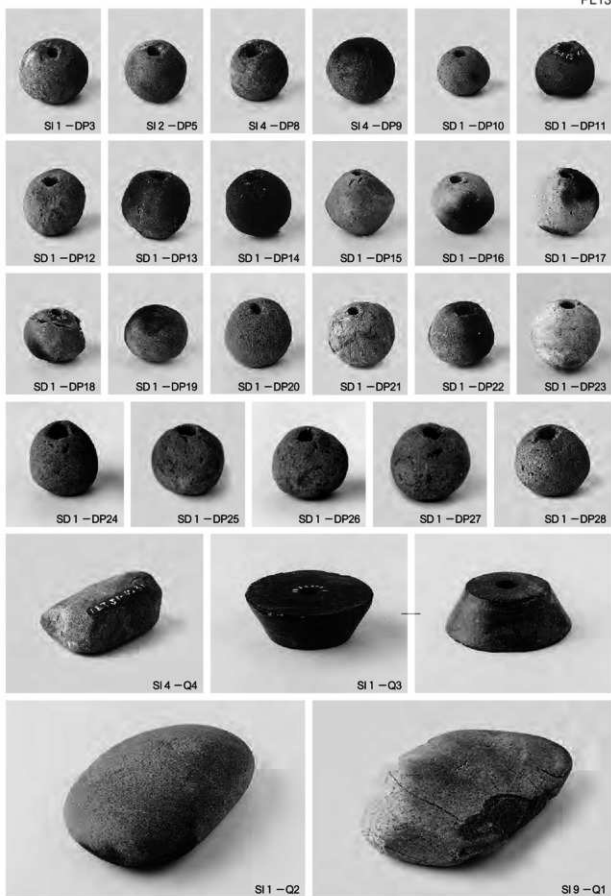 PL13
SI 1－DP3 SI 2－DP5 SI 4－DP8 SI 4－DP9 SD 1－DP10 SD 1－DP11
SD 1－DP12 SD 1－DP13 SD 1－DP14 SD 1－DP15 SD 1－DP16 SD 1－DP17
SD 1－DP18 SD 1－DP19 SD 1－DP20 SD 1－DP21 SD 1－DP22 SD 1－DP23
SD 1－DP24 SD 1－DP25 SD 1－DP26 SD 1－DP27 SD 1－DP28
SI 4－Q4 SI 1－Q3
SI 1－Q2 SI 9－Q1